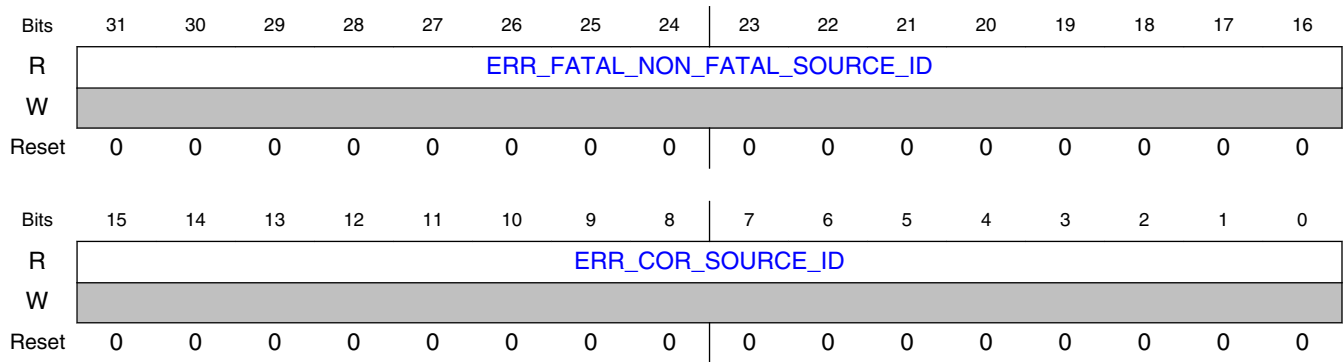 Bits 31 30 29 28 27 26 25 24 23 22 21 20 19 18 17 16
R ERR_FATAL_NON_FATAL_SOURCE_ID
W
Reset 0 0 0 0 0 0 0 0 0 0 0 0 0 0 0 0
Bits 15 14 13 12 11 10 9 8 7 6 5 4 3 2 1 0
R ERR_COR_SOURCE_ID
W
Reset 0 0 0 0 0 0 0 0 0 0 0 0 0 0 0 0